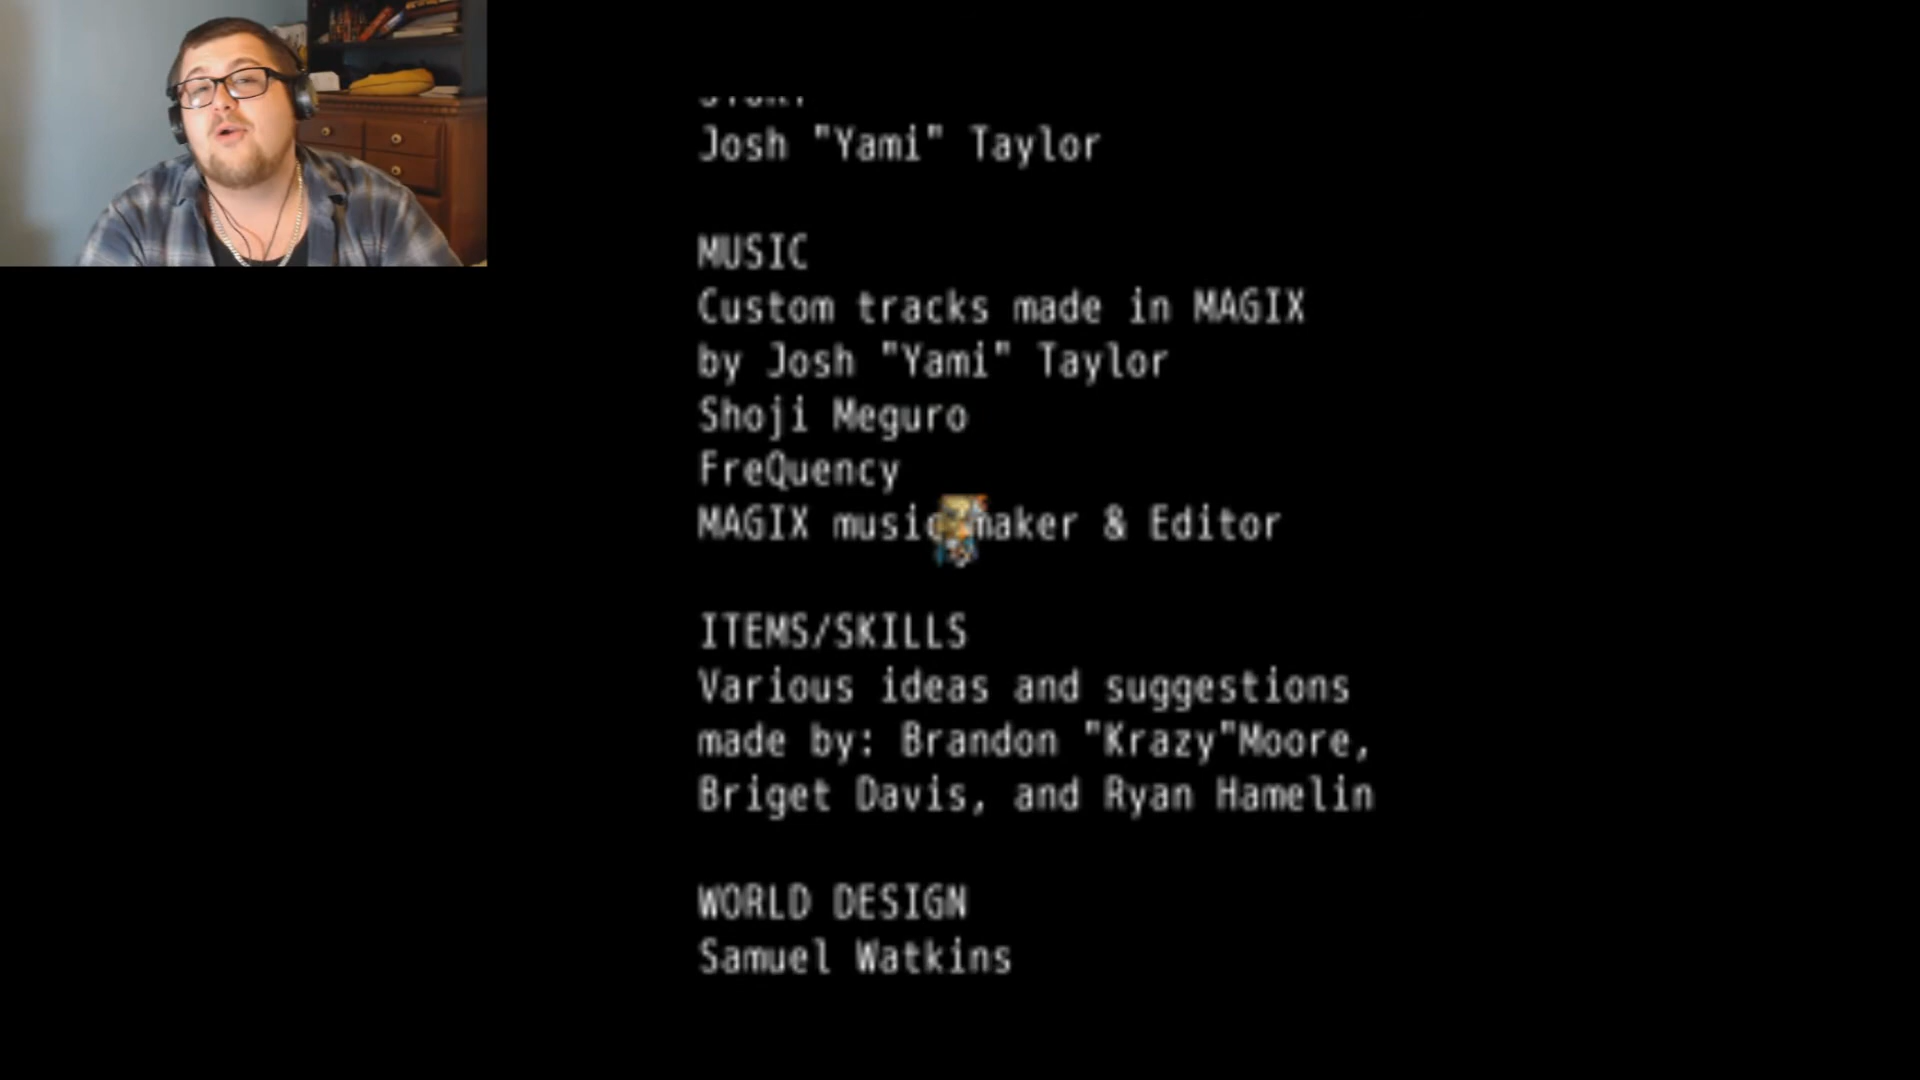 STORY
Josh "Yami" Taylor
MUSIC
Custom tracks made in MAGIX
by Josh "Yami" Taylor
Shoji Meguro
FreQuency
MAGIX music maker & Editor
ITEMS/SKILLS
Various ideas and suggestions
made by: Brandon "Krazy"Moore,
Briget Davis, and Ryan Hamelin
WORLD DESIGN
Samuel Watkins